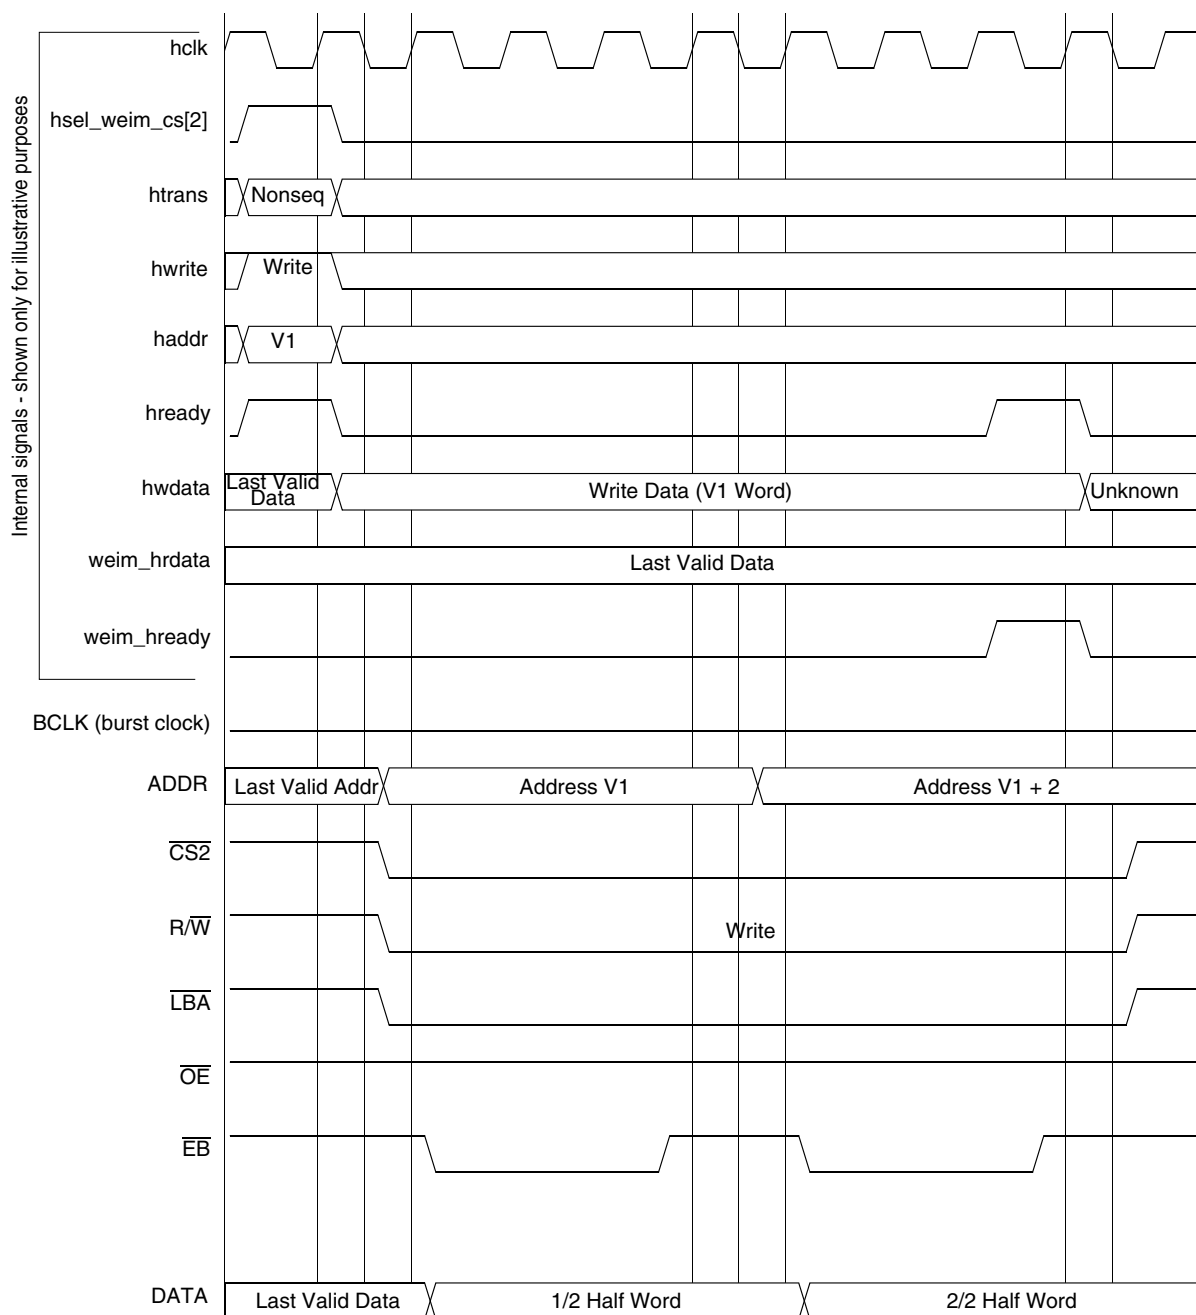 Internal signals - shown only for illustrative purposes
hclk
hsel_weim_cs[2]
htrans
Nonseq
hwrite
Write
haddr
V1
hready
hwdata
Last Valid
Data
Write Data (V1 Word)
Unknown
weim_hrdata
Last Valid Data
weim_hready
BCLK (burst clock)
ADDR
Last Valid Addr
Address V1
Address V1 + 2
CS2
R/W
Write
LBA
OE
EB
DATA
Last Valid Data
1/2 Half Word
2/2 Half Word